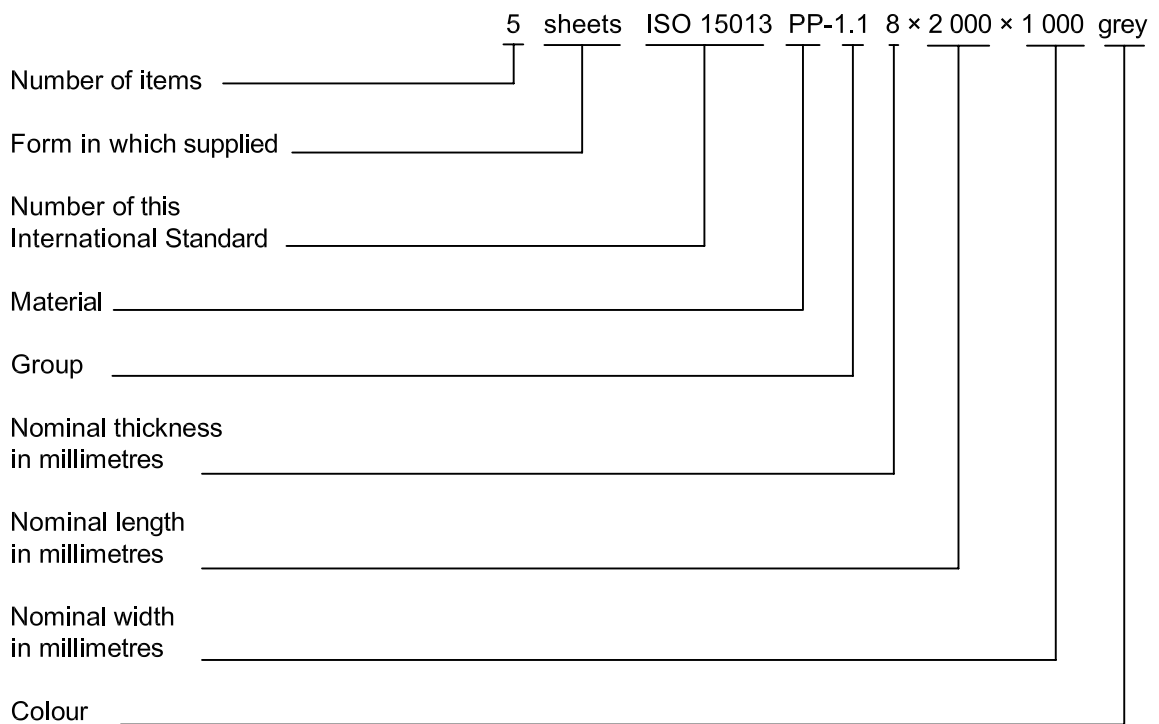 5 sheets ISO 15013 PP-1.1 8 × 2 000 × 1 000 grey
Number of items
Form in which supplied
Number of this
International Standard
Material
Group
Nominal thickness
in millimetres
Nominal length
in millimetres
Nominal width
in millimetres
Colour